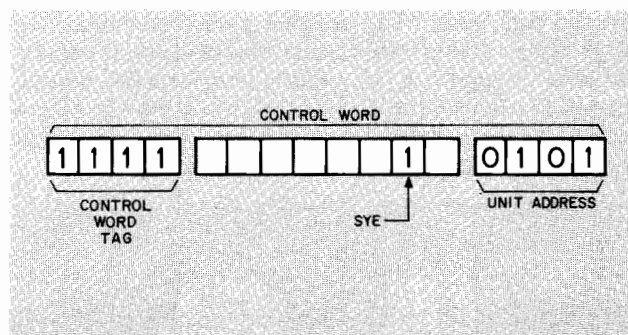 CONTROL WORD
1 1 1 1 1 0 1 0 1
CONTROL
WORD
TAG
SYE
UNIT ADDRESS